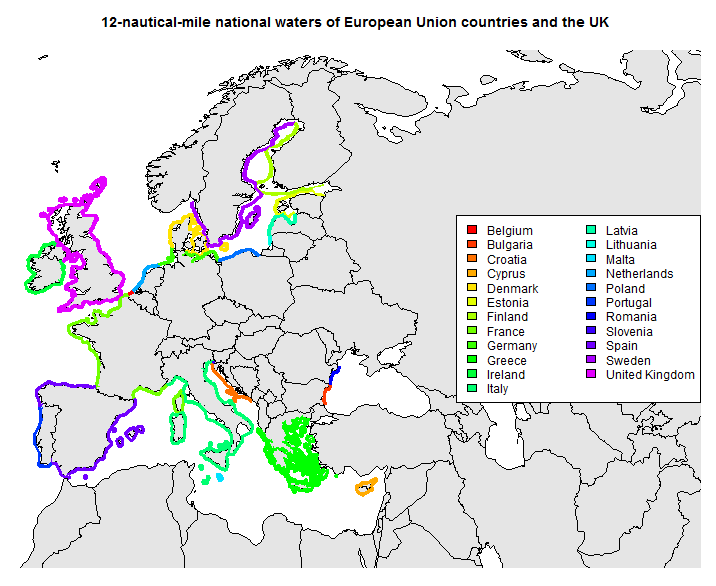 12-nautical-mile national waters of European Union countries and the UK
Belgium
Bulgaria
Croatia
Cyprus
Denmark
Estonia
Finland
France
Germany
Greece
Ireland
Italy
Latvia
Lithuania
Malta
Netherlands
Poland
Portugal
Romania
Slovenia
Spain
Sweden
United Kingdom